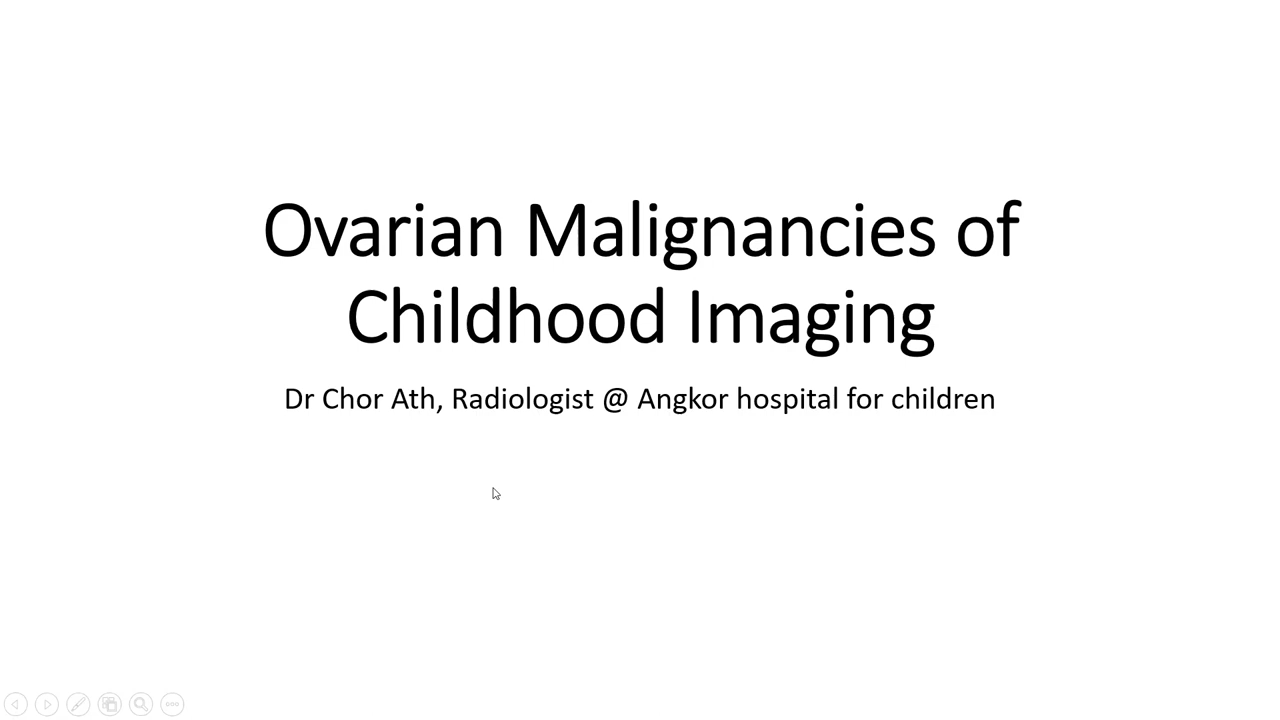 Ovarian Malignancies of
Childhood Imaging
Dr Chor Ath, Radiologist @ Angkor hospital for children